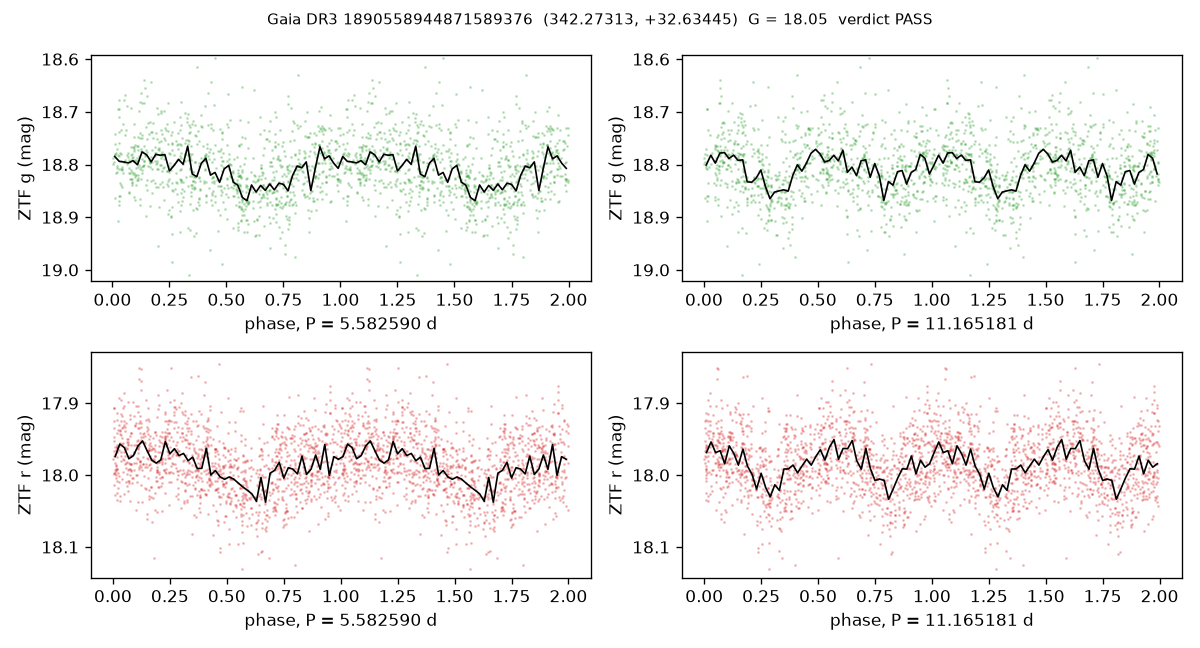 Gaia DR3 1890558944871589376 (342.27313, +32.63445) G = 18.05 verdict PASS
ZTF g (mag)
18.6
18.7
18.8
18.9
19.0
0.00 0.25 0.50 0.75 1.00 1.25 1.50 1.75 2.00
phase, P = 5.582590 d
ZTF g (mag)
18.6
18.7
18.8
18.9
19.0
0.00 0.25 0.50 0.75 1.00 1.25 1.50 1.75 2.00
phase, P = 11.165181 d
ZTF r (mag)
17.9
18.0
18.1
0.00 0.25 0.50 0.75 1.00 1.25 1.50 1.75 2.00
phase, P = 5.582590 d
ZTF r (mag)
17.9
18.0
18.1
0.00 0.25 0.50 0.75 1.00 1.25 1.50 1.75 2.00
phase, P = 11.165181 d